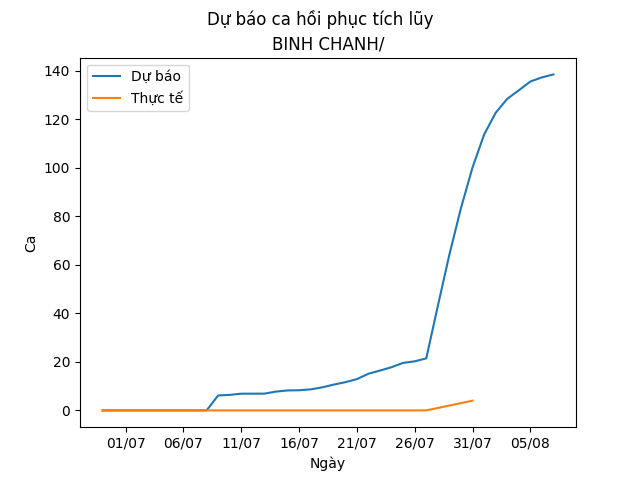 Dự báo ca hồi phục tích lũy
BINH CHANH/
Dự báo
Thực tế
140
120
100
80
60
40
20
0
Ca
01/07 06/07 11/07 16/07 21/07 26/07 31/07 05/08
Ngày